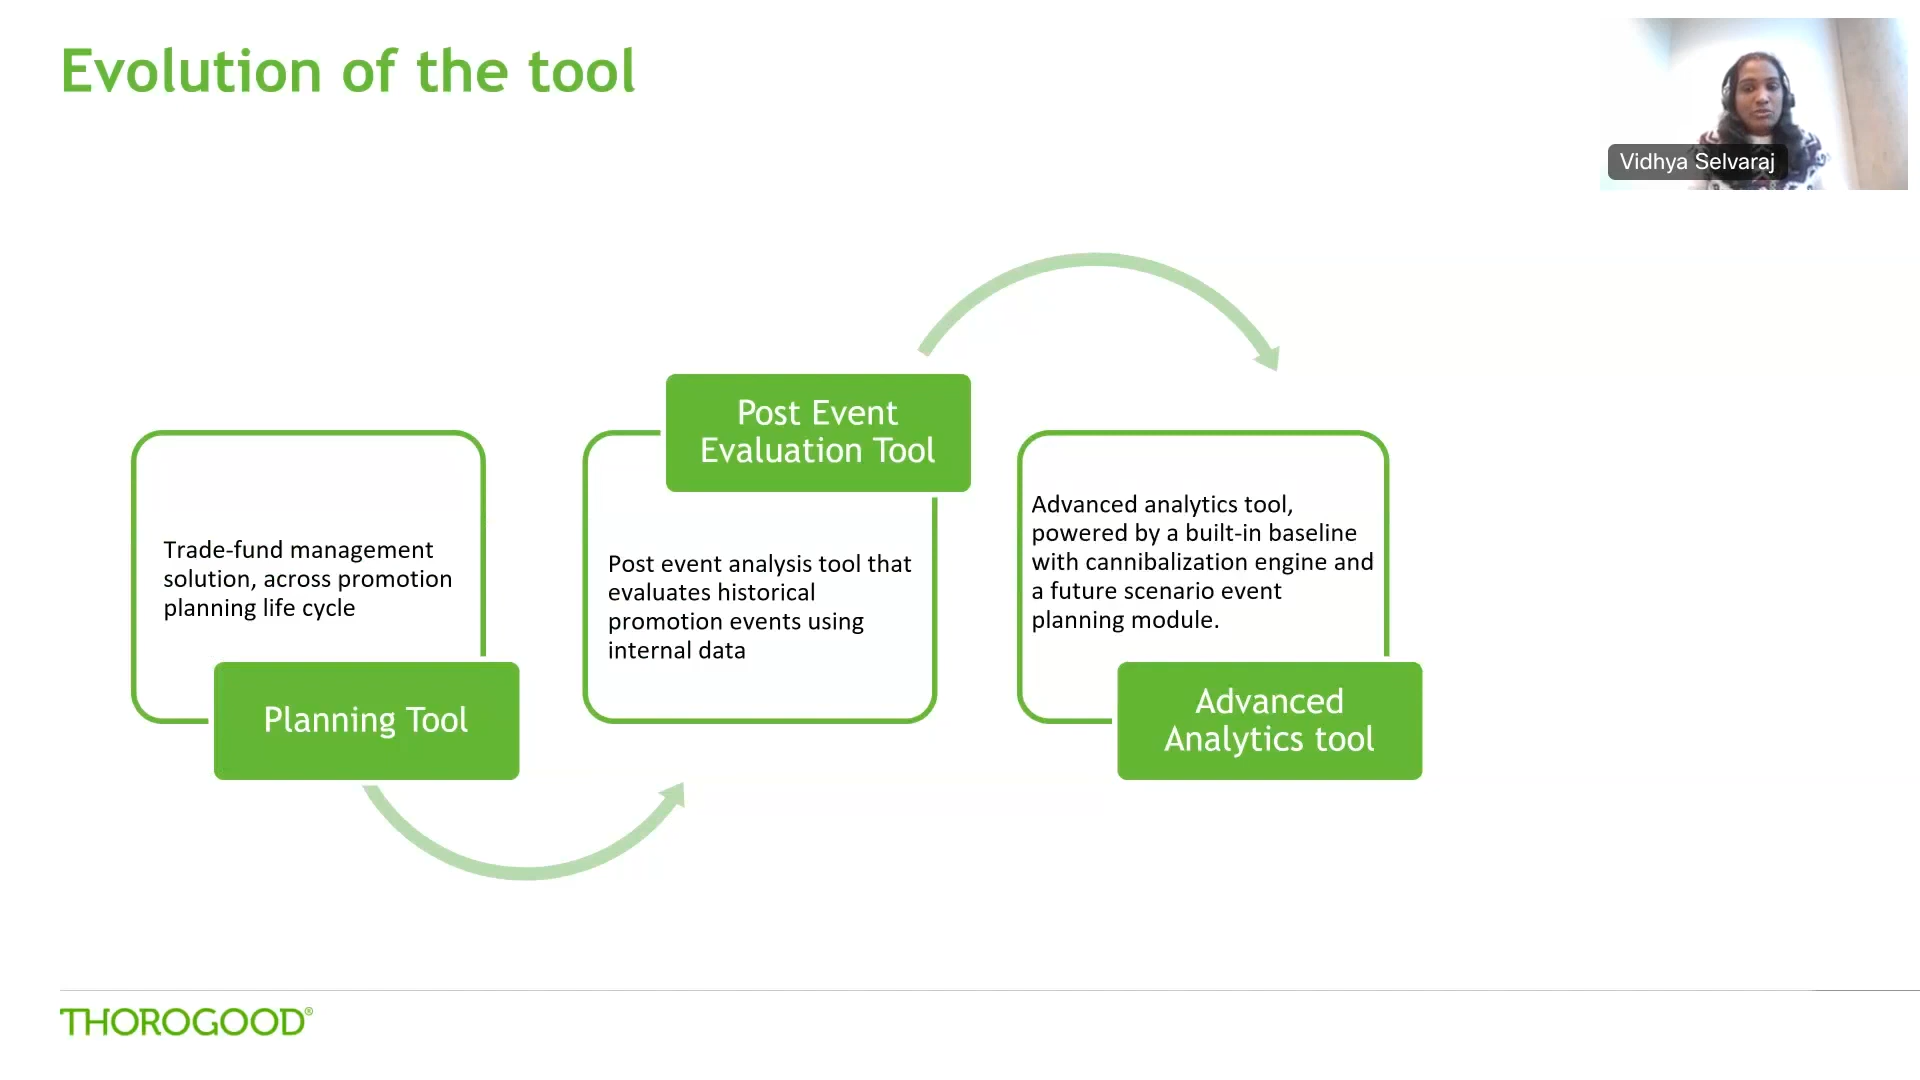 Evolution of the tool
Vidhya Selvaraj
Trade-fund management
solution, across promotion
planning life cycle
Planning Tool
Post Event
Evaluation Tool
Post event analysis tool that
evaluates historical
promotion events using
internal data
Advanced analytics tool,
powered by a built-in baseline
with cannibalization engine and
a future scenario event
planning module.
Advanced
Analytics tool
THOROGOOD®